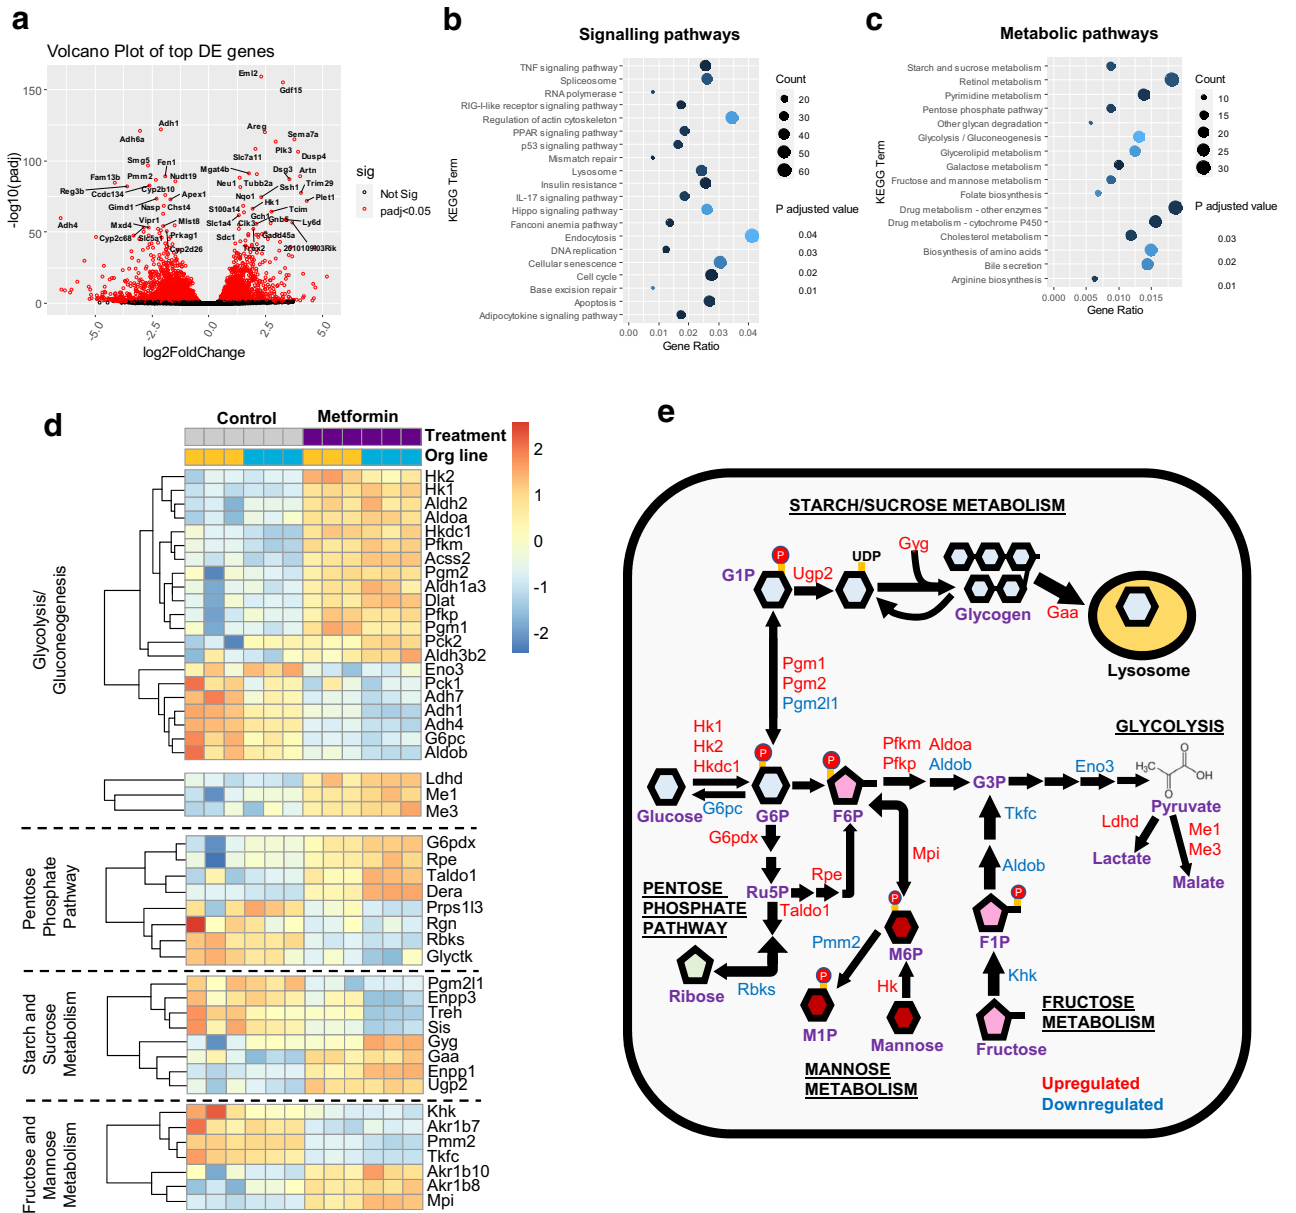 a
Volcano Plot of top DE genes
-log10(padj)
150
100
50
0
-5.0
-2.5
0.0
2.5
5.0
log2FoldChange
Eml2
Gdf15
Adh1
Adh6a
Areg
Sema7a
Plk3
Dusp4
Smg5
Fen1
Slc7a11
Mgat4b
Dsg3
Artn
Fam13b
Pmm2
Nudt19
Neu1
Tubb2a
Ssh1
Trim29
Reg3b
Ccdc134
Cyp2b10
Apex1
Nqo1
Hk1
Plet1
Gimd1
Nasp
Chst4
S100a14
Tcim
Adh4
Mxd4
Vipr1
Mlst8
Slc1a4
Clk3
Gch1
Gnb5
Ly6d
Cyp2c68
Slc5a1
Prkag1
Sdc1
Gadd45a
Cyp2d26
Tnxx2
2010109I03Rik
sig
Not Sig
padj<0.05
b
Signalling pathways
KEGG Term
TNF signaling pathway
Spliceosome
RNA polymerase
RIG-I-like receptor signaling pathway
Regulation of actin cytoskeleton
PPAR signaling pathway
p53 signaling pathway
Mismatch repair
Lysosome
Insulin resistance
IL-17 signaling pathway
Hippo signaling pathway
Fanconi anemia pathway
Endocytosis
DNA replication
Cellular senescence
Cell cycle
Base excision repair
Apoptosis
Adipocytokine signaling pathway
0.00
0.01
0.02
0.03
0.04
Gene Ratio
Count
20
30
40
50
60
P adjusted value
0.04
0.03
0.02
0.01
c
Metabolic pathways
KEGG Term
Starch and sucrose metabolism
Retinol metabolism
Pyrimidine metabolism
Pentose phosphate pathway
Other glycan degradation
Glycolysis / Gluconeogenesis
Glycerolipid metabolism
Galactose metabolism
Fructose and mannose metabolism
Folate biosynthesis
Drug metabolism - other enzymes
Drug metabolism - cytochrome P450
Cholesterol metabolism
Biosynthesis of amino acids
Bile secretion
Arginine biosynthesis
0.000
0.005
0.010
0.015
Gene Ratio
Count
10
15
20
25
30
P adjusted value
0.03
0.02
0.01
d
Control
Metformin
Treatment
Org line
2
1
0
-1
-2
Glycolysis/
Gluconeogenesis
Hk2
Hk1
Aldh2
Aldoa
Hkdc1
Pfkm
Acss2
Pgm2
Aldh1a3
Dlat
Pfkp
Pgm1
Pck2
Aldh3b2
Eno3
Pck1
Adh7
Adh1
Adh4
G6pc
Aldob
Ldhd
Me1
Me3
Pentose
Phosphate
Pathway
G6pdx
Rpe
Taldo1
Dera
Prps1l3
Rgn
Rbks
Glyctk
Starch and
Sucrose
Metabolism
Pgm2l1
Enpp3
Treh
Sis
Gyg
Gaa
Enpp1
Ugp2
Fructose and
Mannose
Metabolism
Khk
Akr1b7
Pmm2
Tkfc
Akr1b10
Akr1b8
Mpi
e
STARCH/SUCROSE METABOLISM
P
G1P
Ugp2
UDP
Gyg
Glycogen
Gaa
Lysosome
Pgm1
Pgm2
Pgm2l1
GLYCOLYSIS
Hk1
Hk2
Hkdc1
P
P
Pfkm
Pfkp
Aldoa
Aldob
G3P
Eno3
H₃C
O
OH
O
Glucose
G6pc
G6P
F6P
Pyruvate
G6pdx
Tkfc
Ldhd
Me1
Me3
Mpi
Lactate
Malate
Rpe
Aldob
PENTOSE
PHOSPHATE
PATHWAY
Ru5P
Taldo1
P
P
F1P
Pmm2
M6P
Ribose
Rbks
P
Hk
Khk
M1P
Mannose
Fructose
FRUCTOSE
METABOLISM
MANNOSE
METABOLISM
Upregulated
Downregulated